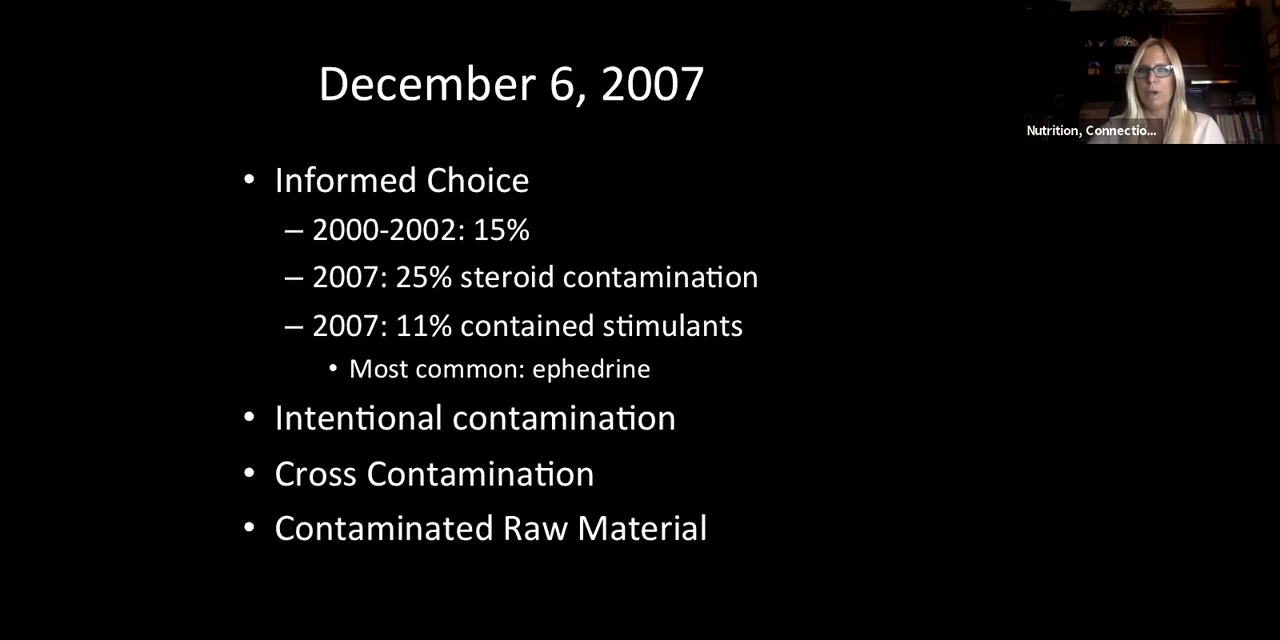 December 6, 2007
Nutrition, Connectio...
• Informed Choice
– 2000-2002: 15%
– 2007: 25% steroid contamination
– 2007: 11% contained stimulants
• Most common: ephedrine
• Intentional contamination
• Cross Contamination
• Contaminated Raw Material